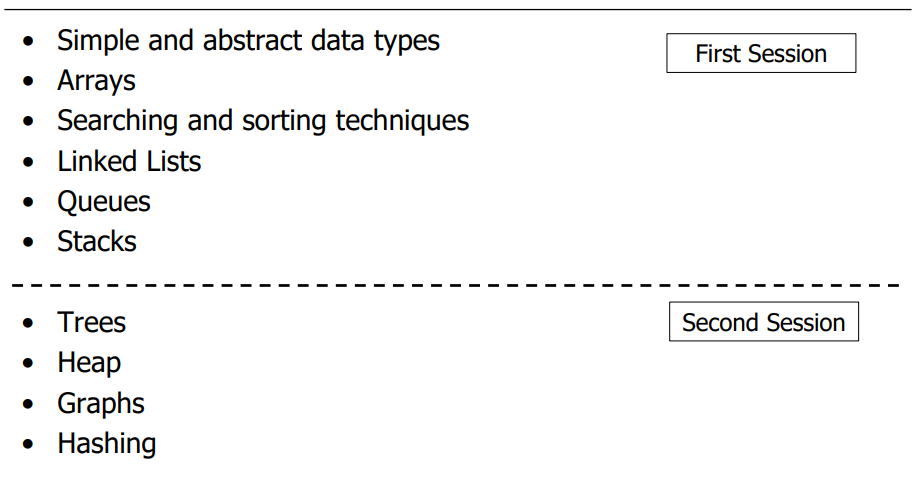 • Simple and abstract data types
First Session
• Arrays
• Searching and sorting techniques
• Linked Lists
• Queues
• Stacks
• Trees
Second Session
• Heap
• Graphs
• Hashing